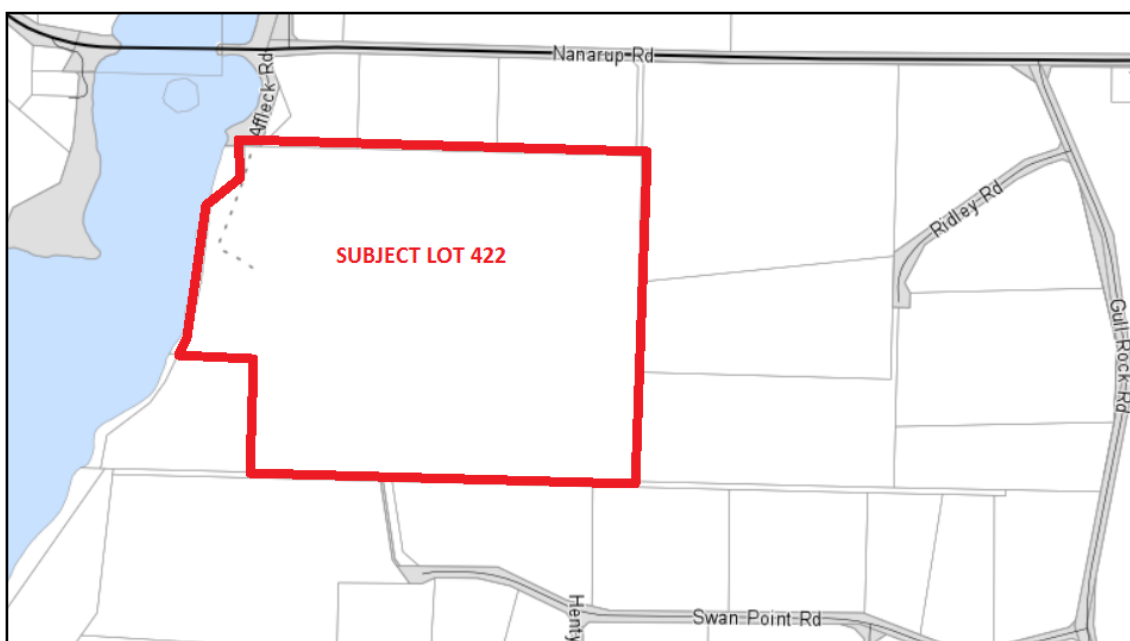 Nanarup Rd
Affleck Rd
Ridley Rd
SUBJECT LOT 422
Gull Rock Rd
Henty
Swan Point Rd